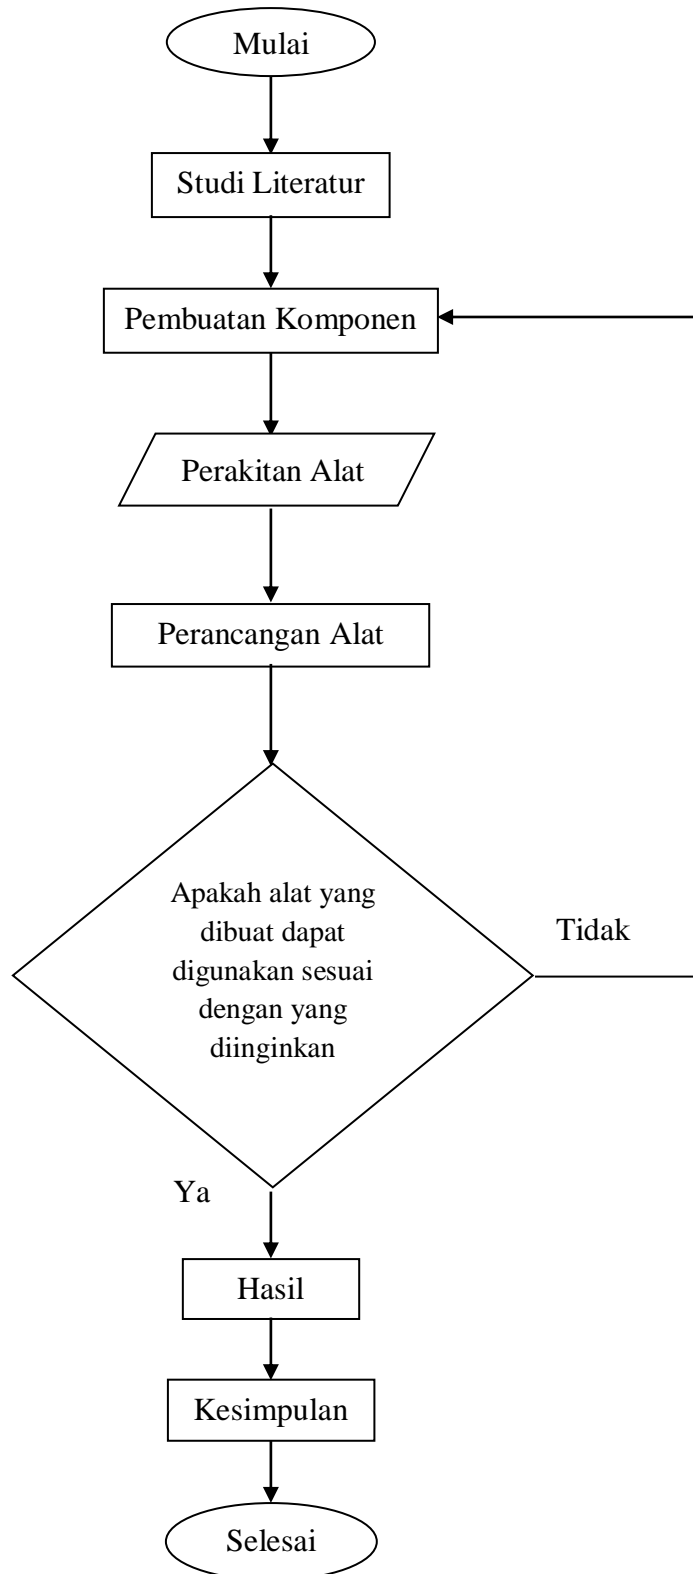 Mulai
Studi Literatur
Pembuatan Komponen
Perakitan Alat
Perancangan Alat
Apakah alat yang
dibuat dapat
digunakan sesuai
dengan yang
diinginkan
Tidak
Ya
Hasil
Kesimpulan
Selesai